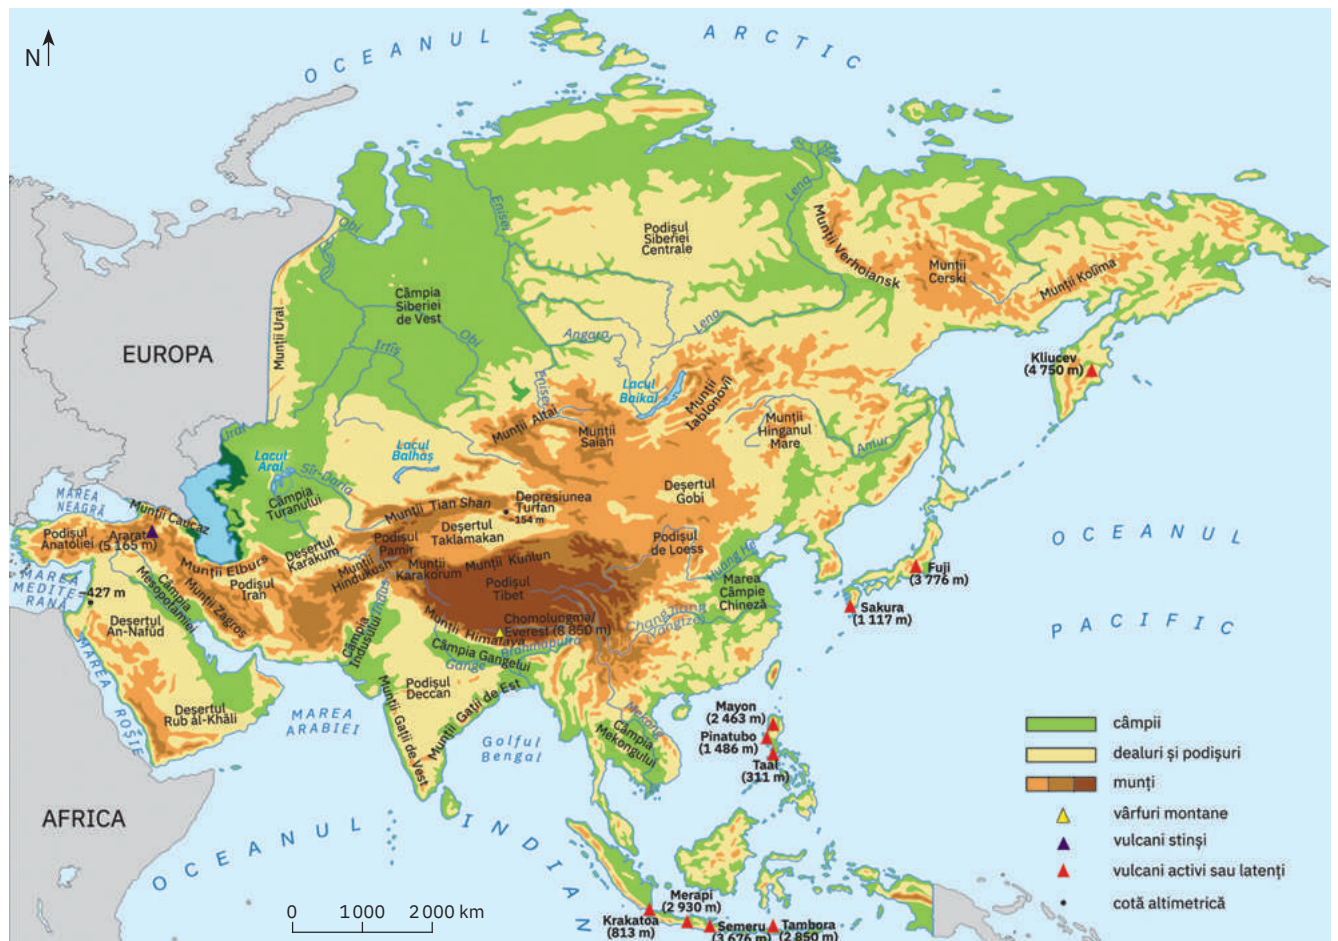 OCEANUL ARCTIC
N
EUROPA
AFRICA
Munții Ural
Obi
Enisei
Lena
Podișul
Siberiei
Centrale
Munții Verhoiansk
Munții
Cerski
Munții Kolîma
Câmpia
Siberiei
de Vest
Irtîș
Obi
Angara
Lena
Enisei
Kliucev
(4 750 m)
Lacul
Baikal
Munții
Iablonovîi
Munții Altai
Munții
Saian
Munții
Hinganul
Mare
Amur
Ural
Lacul
Aral
Lacul
Balhaș
Sîr-Daria
Câmpia
Turanului
Deșertul
Gobi
MAREA
NEAGRĂ
Munții Caucaz
Podișul
Anatoliei
Ararat
(5 165 m)
Munții Elburs
Deșertul
Karakum
Munții Tian Shan
Depresiunea
Turfan
-154 m
Deșertul
Taklamakan
Podișul
Pamir
Munții
Hindukush
Munții
Karakorum
Munții Kunlun
Podișul
de Loess
Huang He
MAREA
MEDITE-
RANĂ
-427 m
Câmpia
Mesopotamiei
Munții Zagros
Podișul
Iran
Podișul
Tibet
Marea
Câmpie
Chineză
OCEANUL
PACIFIC
Fuji
(3 776 m)
Sakura
(1 117 m)
Deșertul
An-Nafūd
Câmpia
Indusului
Indus
Chomolungma/
Everest (8 850 m)
Munții Himalaya
Brahmaputra
Chang Jiang
Yangtze
Câmpia Gangelui
Gange
MAREA ROȘIE
Deșertul
Rub al-Khāli
MAREA
ARABIEI
Podișul
Deccan
Munții Gații de Vest
Munții Gații de Est
Golful
Bengal
Mekong
Câmpia
Mekongului
Mayon
(2 463 m)
Pinatubo
(1 486 m)
Taal
(311 m)
OCEANUL INDIAN
0 1 000 2 000 km
Merapi
(2 930 m)
Krakatoa
(813 m)
Semeru
(3 676 m)
Tambora
(2 850 m)
câmpii
dealuri și podișuri
munți
vârfuri montane
vulcani stinși
vulcani activi sau latenți
cotă altimetrică